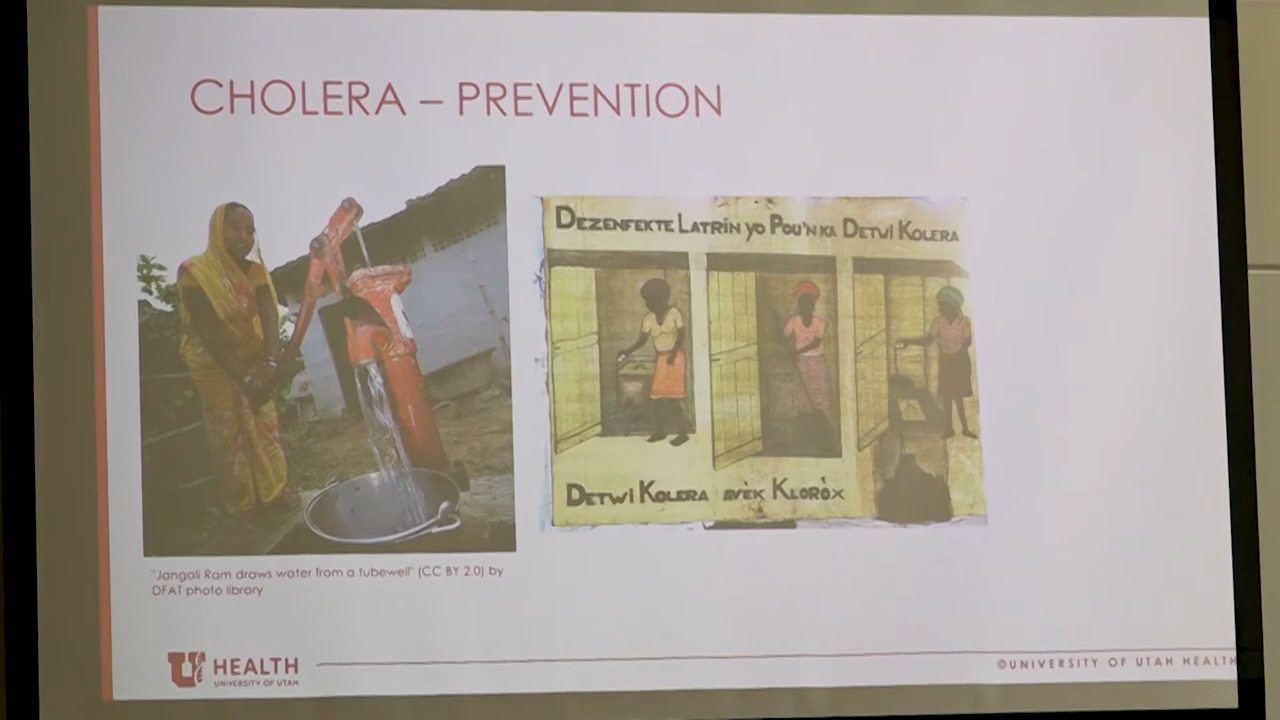 CHOLERA – PREVENTION
DEZENFEKTE LATRIN yo POU'N KA DETWI KOLERA
DETWI KOLERA AVÈK KLORÒX
"Jangali Ram draws water from a tubewell" (CC BY 2.0) by
DFAT photo library
U HEALTH
UNIVERSITY OF UTAH
©UNIVERSITY OF UTAH HEALTH